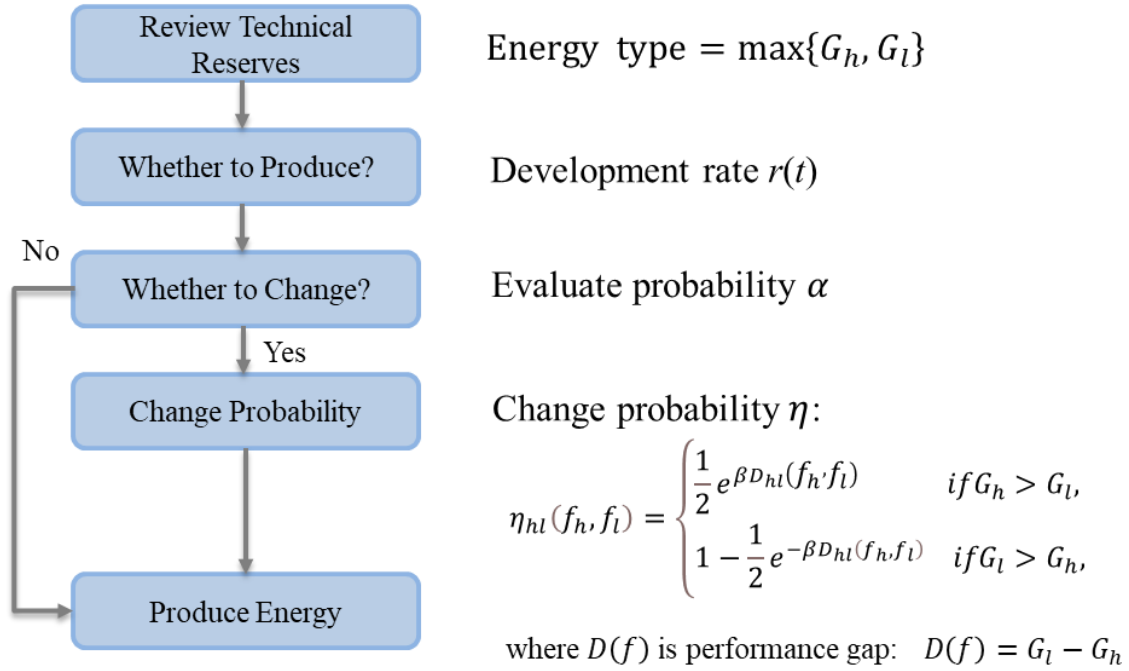 Review Technical
Reserves
Energy type = max{G_h, G_l}
Whether to Produce?
Development rate r(t)
No
Whether to Change?
Evaluate probability α
Yes
Change Probability
Change probability η:
η_hl(f_h, f_l) = { 1/2 e^{βD_hl(f_h, f_l)} if G_h > G_l,
1 − 1/2 e^{−βD_hl(f_h, f_l)} if G_l > G_h,
Produce Energy
where D(f) is performance gap: D(f) = G_l − G_h